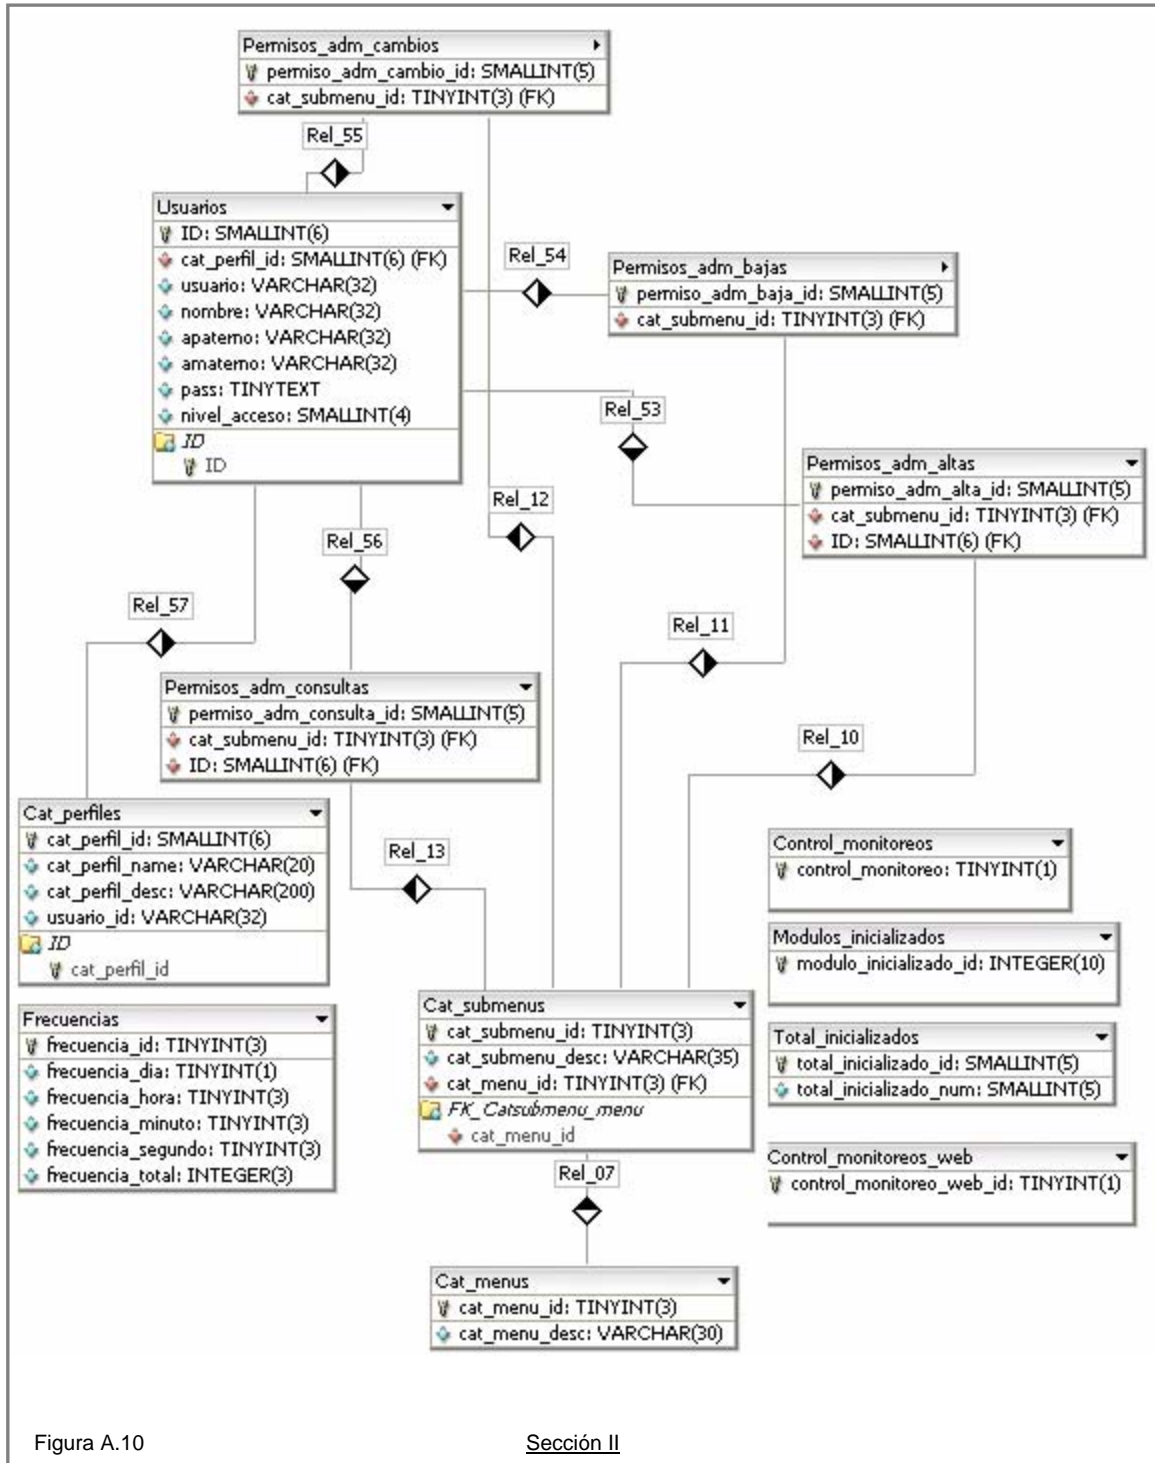 Permisos_adm_cambios
permiso_adm_cambio_id: SMALLINT(5)
cat_submenu_id: TINYINT(3) (FK)
Rel_55
Usuarios
ID: SMALLINT(6)
cat_perfil_id: SMALLINT(6) (FK)
usuario: VARCHAR(32)
nombre: VARCHAR(32)
apaterno: VARCHAR(32)
amaterno: VARCHAR(32)
pass: TINYTEXT
nivel_acceso: SMALLINT(4)
ID
ID
Rel_54
Permisos_adm_bajas
permiso_adm_baja_id: SMALLINT(5)
cat_submenu_id: TINYINT(3) (FK)
Rel_53
Permisos_adm_altas
permiso_adm_alta_id: SMALLINT(5)
cat_submenu_id: TINYINT(3) (FK)
ID: SMALLINT(6) (FK)
Rel_12
Rel_56
Rel_57
Rel_11
Permisos_adm_consultas
permiso_adm_consulta_id: SMALLINT(5)
cat_submenu_id: TINYINT(3) (FK)
ID: SMALLINT(6) (FK)
Rel_10
Cat_perfiles
cat_perfil_id: SMALLINT(6)
cat_perfil_name: VARCHAR(20)
cat_perfil_desc: VARCHAR(200)
usuario_id: VARCHAR(32)
ID
cat_perfil_id
Rel_13
Control_monitoreos
control_monitoreo: TINYINT(1)
Modulos_inicializados
modulo_inicializado_id: INTEGER(10)
Frecuencias
frecuencia_id: TINYINT(3)
frecuencia_dia: TINYINT(1)
frecuencia_hora: TINYINT(3)
frecuencia_minuto: TINYINT(3)
frecuencia_segundo: TINYINT(3)
frecuencia_total: INTEGER(3)
Cat_submenus
cat_submenu_id: TINYINT(3)
cat_submenu_desc: VARCHAR(35)
cat_menu_id: TINYINT(3) (FK)
FK_Catsubmenu_menu
cat_menu_id
Total_inicializados
total_inicializado_id: SMALLINT(5)
total_inicializado_num: SMALLINT(5)
Control_monitoreos_web
control_monitoreo_web_id: TINYINT(1)
Rel_07
Cat_menus
cat_menu_id: TINYINT(3)
cat_menu_desc: VARCHAR(30)
Figura A.10
Sección II